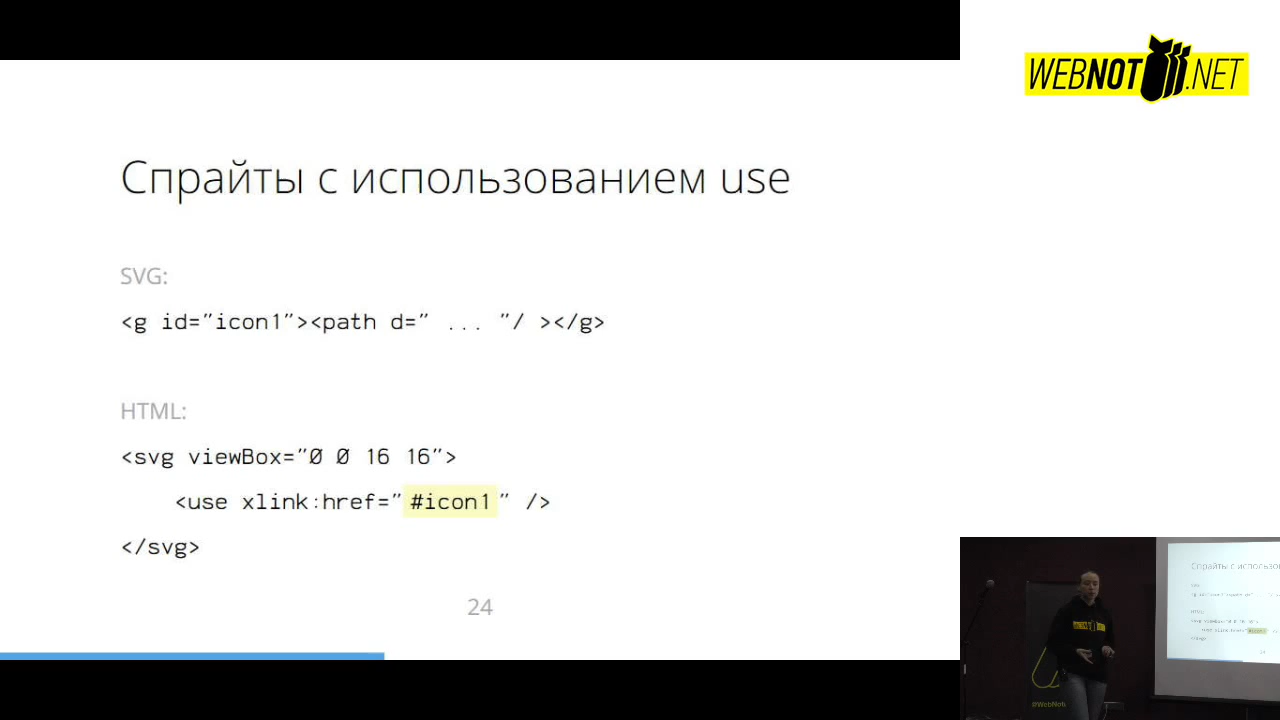 WEBNOT.NET
Спрайты с использованием use
SVG:
<g id="icon1"><path d=" ... "/ ></g>
HTML:
<svg viewBox="0 0 16 16">
<use xlink:href=" #icon1 " />
</svg>
24